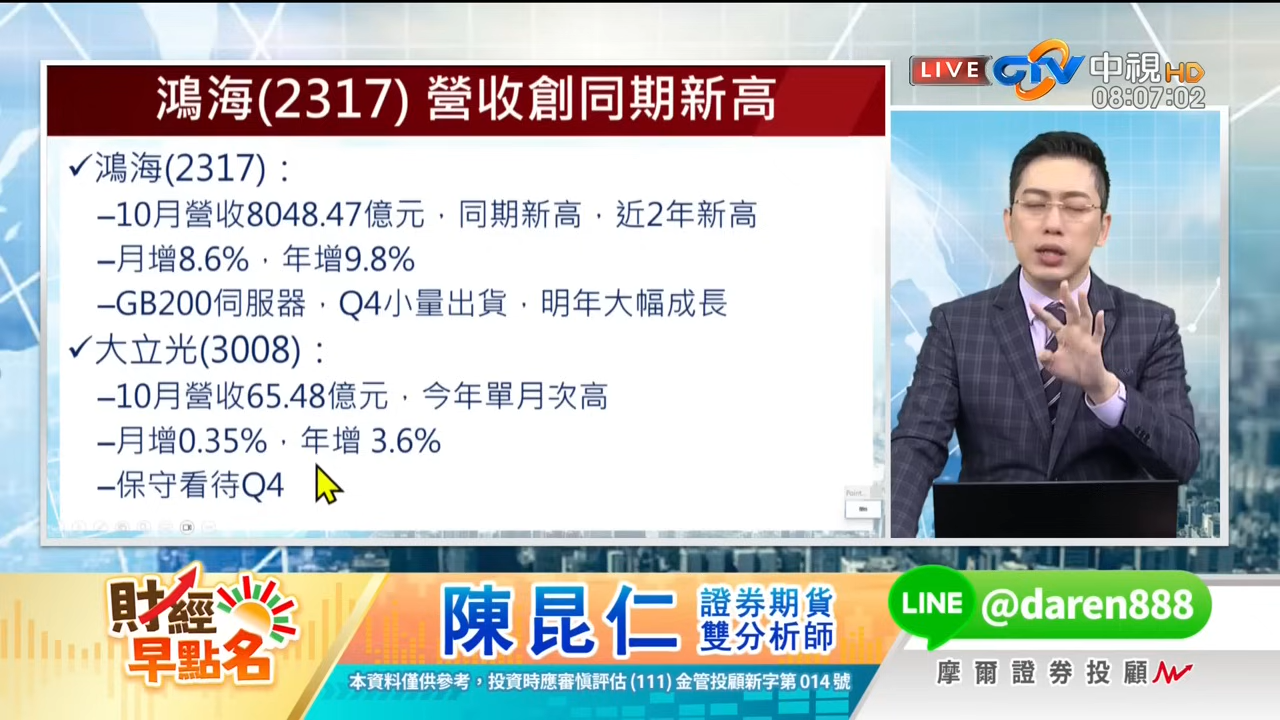 鴻海(2317) 營收創同期新高
✓鴻海(2317)：
–10月營收8048.47億元，同期新高，近2年新高
–月增8.6%，年增9.8%
–GB200伺服器，Q4小量出貨，明年大幅成長
✓大立光(3008)：
–10月營收65.48億元，今年單月次高
–月增0.35%，年增 3.6%
–保守看待Q4
Point...
LIVE CTV 中視HD
08:07:02
財經
早點名
陳昆仁
證券期貨
雙分析師
本資料僅供參考，投資時應審慎評估 (111) 金管投顧新字第 014 號
LINE @daren888
摩爾證券投顧